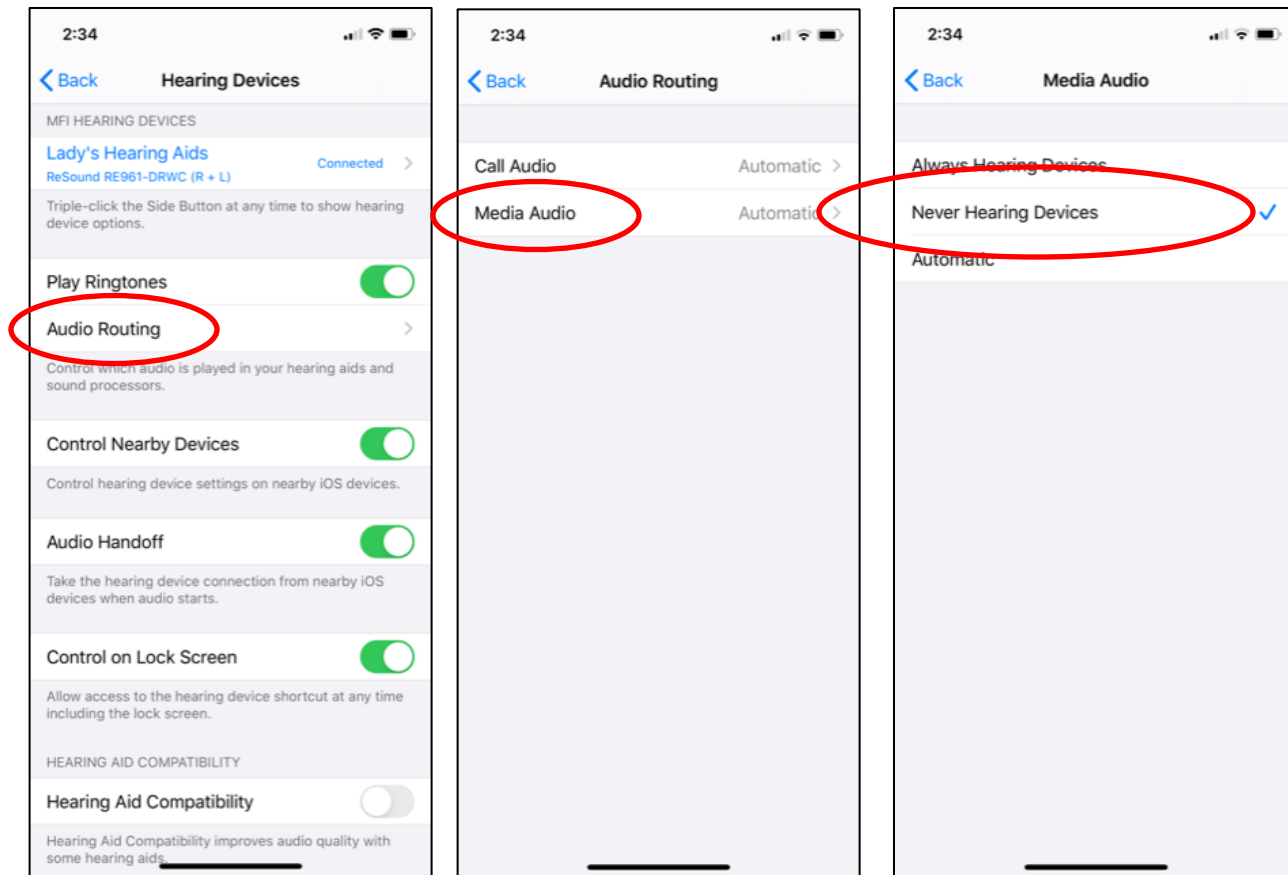 2:34
Back
Hearing Devices
MFI HEARING DEVICES
Lady's Hearing Aids
Connected
ReSound RE961-DRWC (R + L)
Triple-click the Side Button at any time to show hearing
device options.
Play Ringtones
Audio Routing
Control which audio is played in your hearing aids and
sound processors.
Control Nearby Devices
Control hearing device settings on nearby iOS devices.
Audio Handoff
Take the hearing device connection from nearby iOS
devices when audio starts.
Control on Lock Screen
Allow access to the hearing device shortcut at any time
including the lock screen.
HEARING AID COMPATIBILITY
Hearing Aid Compatibility
Hearing Aid Compatibility improves audio quality with
some hearing aids.
2:34
Back
Audio Routing
Call Audio Automatic
Media Audio Automatic
2:34
Back
Media Audio
Always Hearing Devices
Never Hearing Devices
Automatic